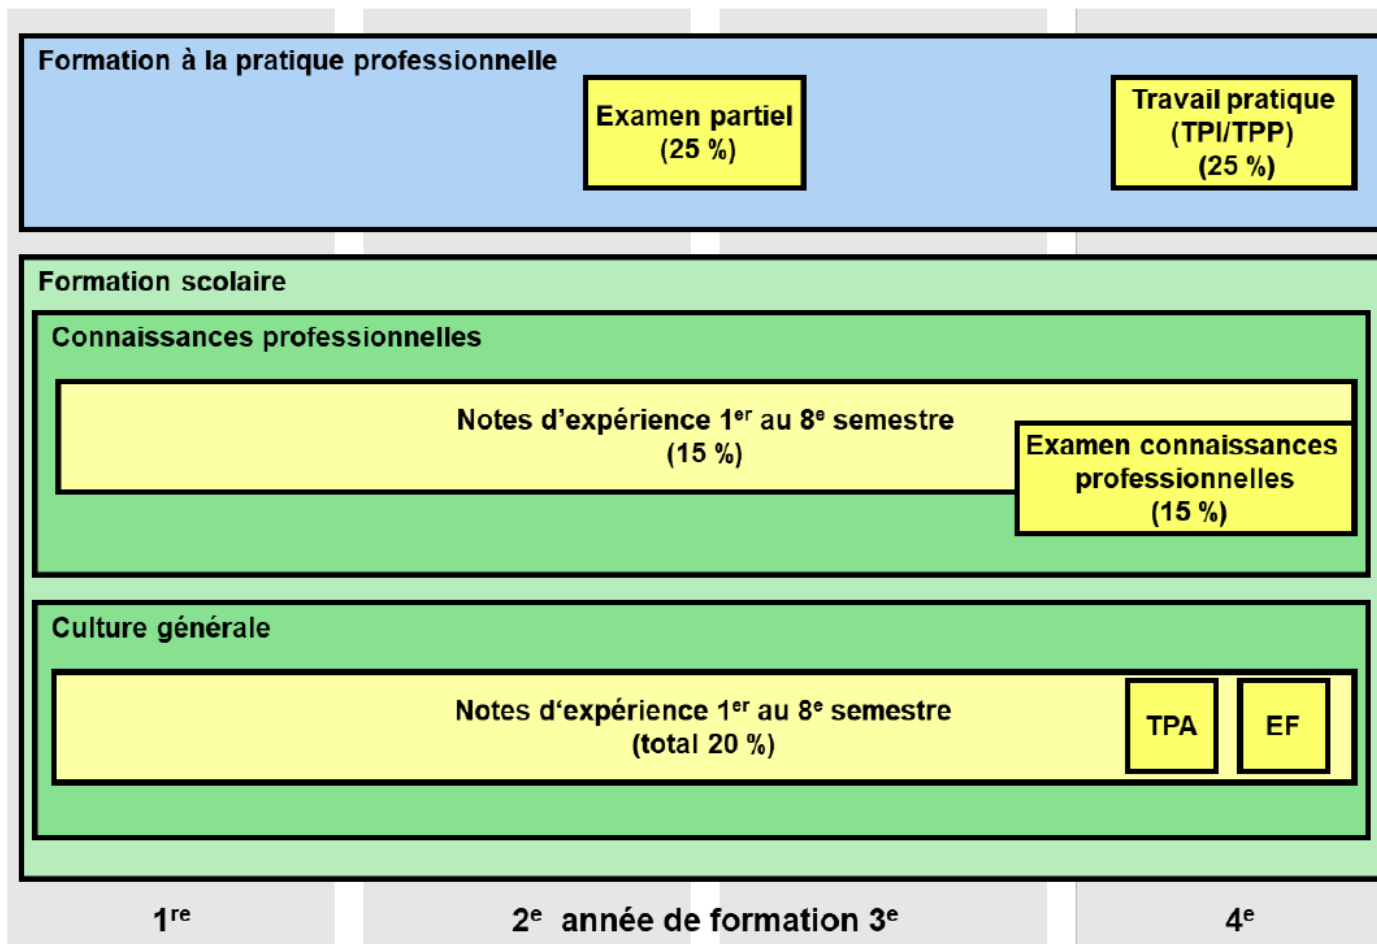 Formation à la pratique professionnelle
Examen partiel
(25 %)
Travail pratique
(TPI/TPP)
(25 %)
Formation scolaire
Connaissances professionnelles
Notes d’expérience 1er au 8e semestre
(15 %)
Examen connaissances
professionnelles
(15 %)
Culture générale
Notes d‘expérience 1er au 8e semestre
(total 20 %)
TPA
EF
1re
2e année de formation 3e
4e